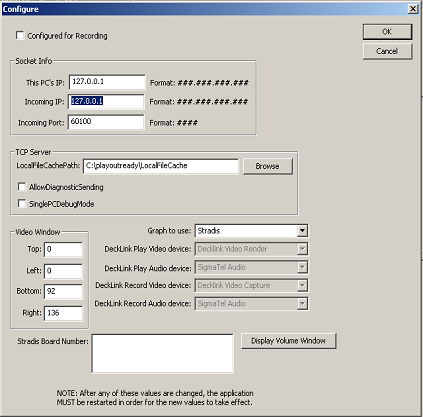 Configure
Configured for Recording
OK
Cancel
Socket Info
This PC's IP: 127.0.0.1 Format: ###.###.###.###
Incoming IP: 127.0.0.1 Format: ###.###.###.###
Incoming Port: 60100 Format: ####
TCP Server
LocalFileCachePath: C:\playoutready\LocalFileCache Browse
AllowDiagnosticSending
SinglePCDebugMode
Video Window
Top: 0
Left: 0
Bottom: 92
Right: 136
Graph to use: Stradis
DeckLink Play Video device: Decklink Video Render
DeckLink Play Audio device: SigmaTel Audio
DeckLink Record Video device: Decklink Video Capture
DeckLink Record Audio device: SigmaTel Audio
Stradis Board Number:
Display Volume Window
NOTE: After any of these values are changed, the application
MUST be restarted in order for the new values to take effect.